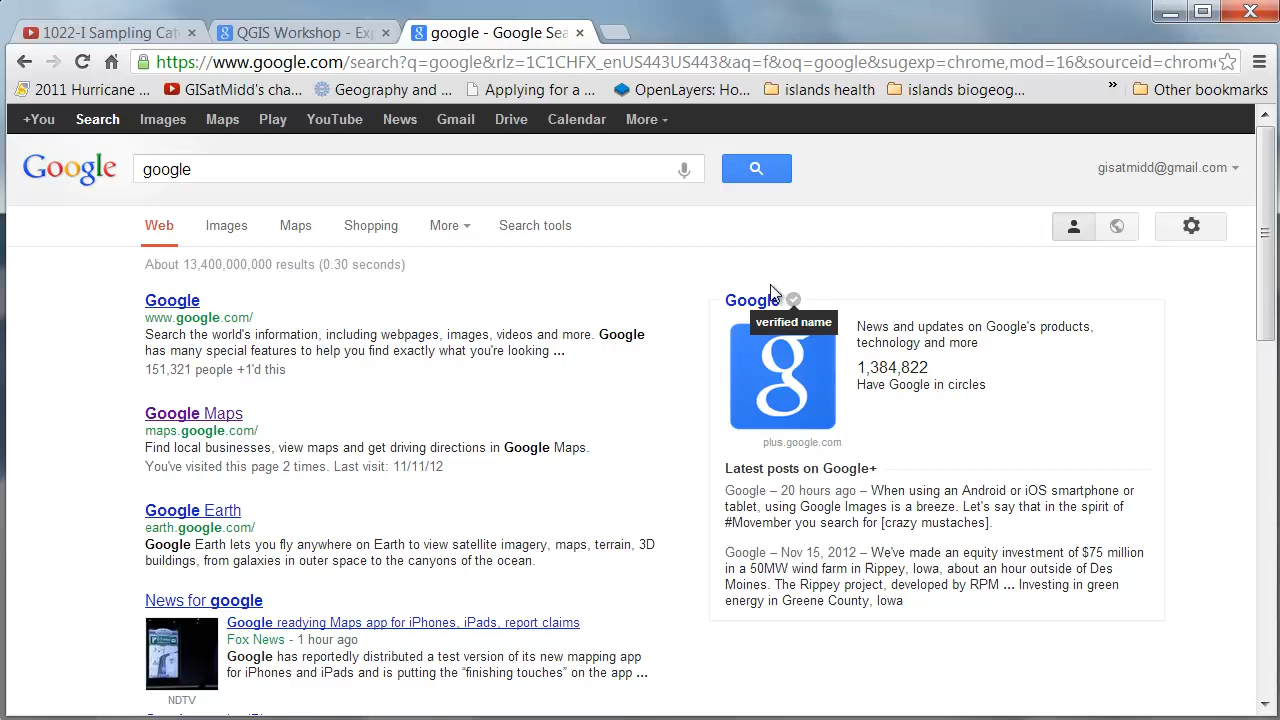 1022-I Sampling Cat
QGIS Workshop - Exp
google - Google Sea
https://www.google.com/search?q=google&rlz=1C1CHFX_enUS443US443&aq=f&oq=google&sugexp=chrome,mod=16&sourceid=chrome
2011 Hurricane ...
GISatMidd's cha...
Geography and ...
Applying for a ...
OpenLayers: Ho...
islands health
islands biogeog...
»
Other bookmarks
+You
Search
Images
Maps
Play
YouTube
News
Gmail
Drive
Calendar
More
Google
google
gisatmidd@gmail.com
Web
Images
Maps
Shopping
More
Search tools
About 13,400,000,000 results (0.30 seconds)
Google
www.google.com/
Search the world's information, including webpages, images, videos and more. Google
has many special features to help you find exactly what you're looking ...
151,321 people +1'd this
Google Maps
maps.google.com/
Find local businesses, view maps and get driving directions in Google Maps.
You've visited this page 2 times. Last visit: 11/11/12
Google Earth
earth.google.com/
Google Earth lets you fly anywhere on Earth to view satellite imagery, maps, terrain, 3D
buildings, from galaxies in outer space to the canyons of the ocean.
News for google
Google readying Maps app for iPhones, iPads, report claims
Fox News - 1 hour ago
Google has reportedly distributed a test version of its new mapping app
for iPhones and iPads and is putting the "finishing touches" on the app ...
NDTV
Google
verified name
g
News and updates on Google's products,
technology and more
1,384,822
Have Google in circles
plus.google.com
Latest posts on Google+
Google – 20 hours ago – When using an Android or iOS smartphone or
tablet, using Google Images is a breeze. Let's say that in the spirit of
#Movember you search for [crazy mustaches].
Google – Nov 15, 2012 – We've made an equity investment of $75 million
in a 50MW wind farm in Rippey, Iowa, about an hour outside of Des
Moines. The Rippey project, developed by RPM ... Investing in green
energy in Greene County, Iowa